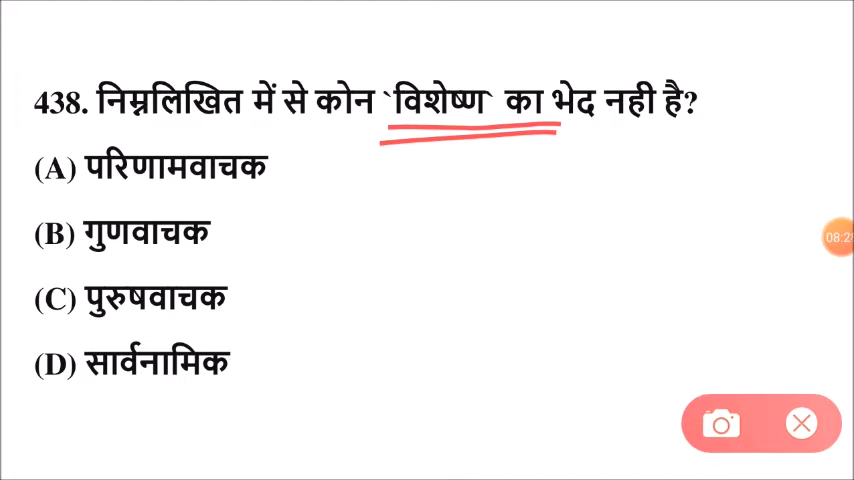 438. निम्नलिखित में से कोन `विशेष्ण` का भेद नही है?
(A) परिणामवाचक
(B) गुणवाचक
(C) पुरुषवाचक
(D) सार्वनामिक